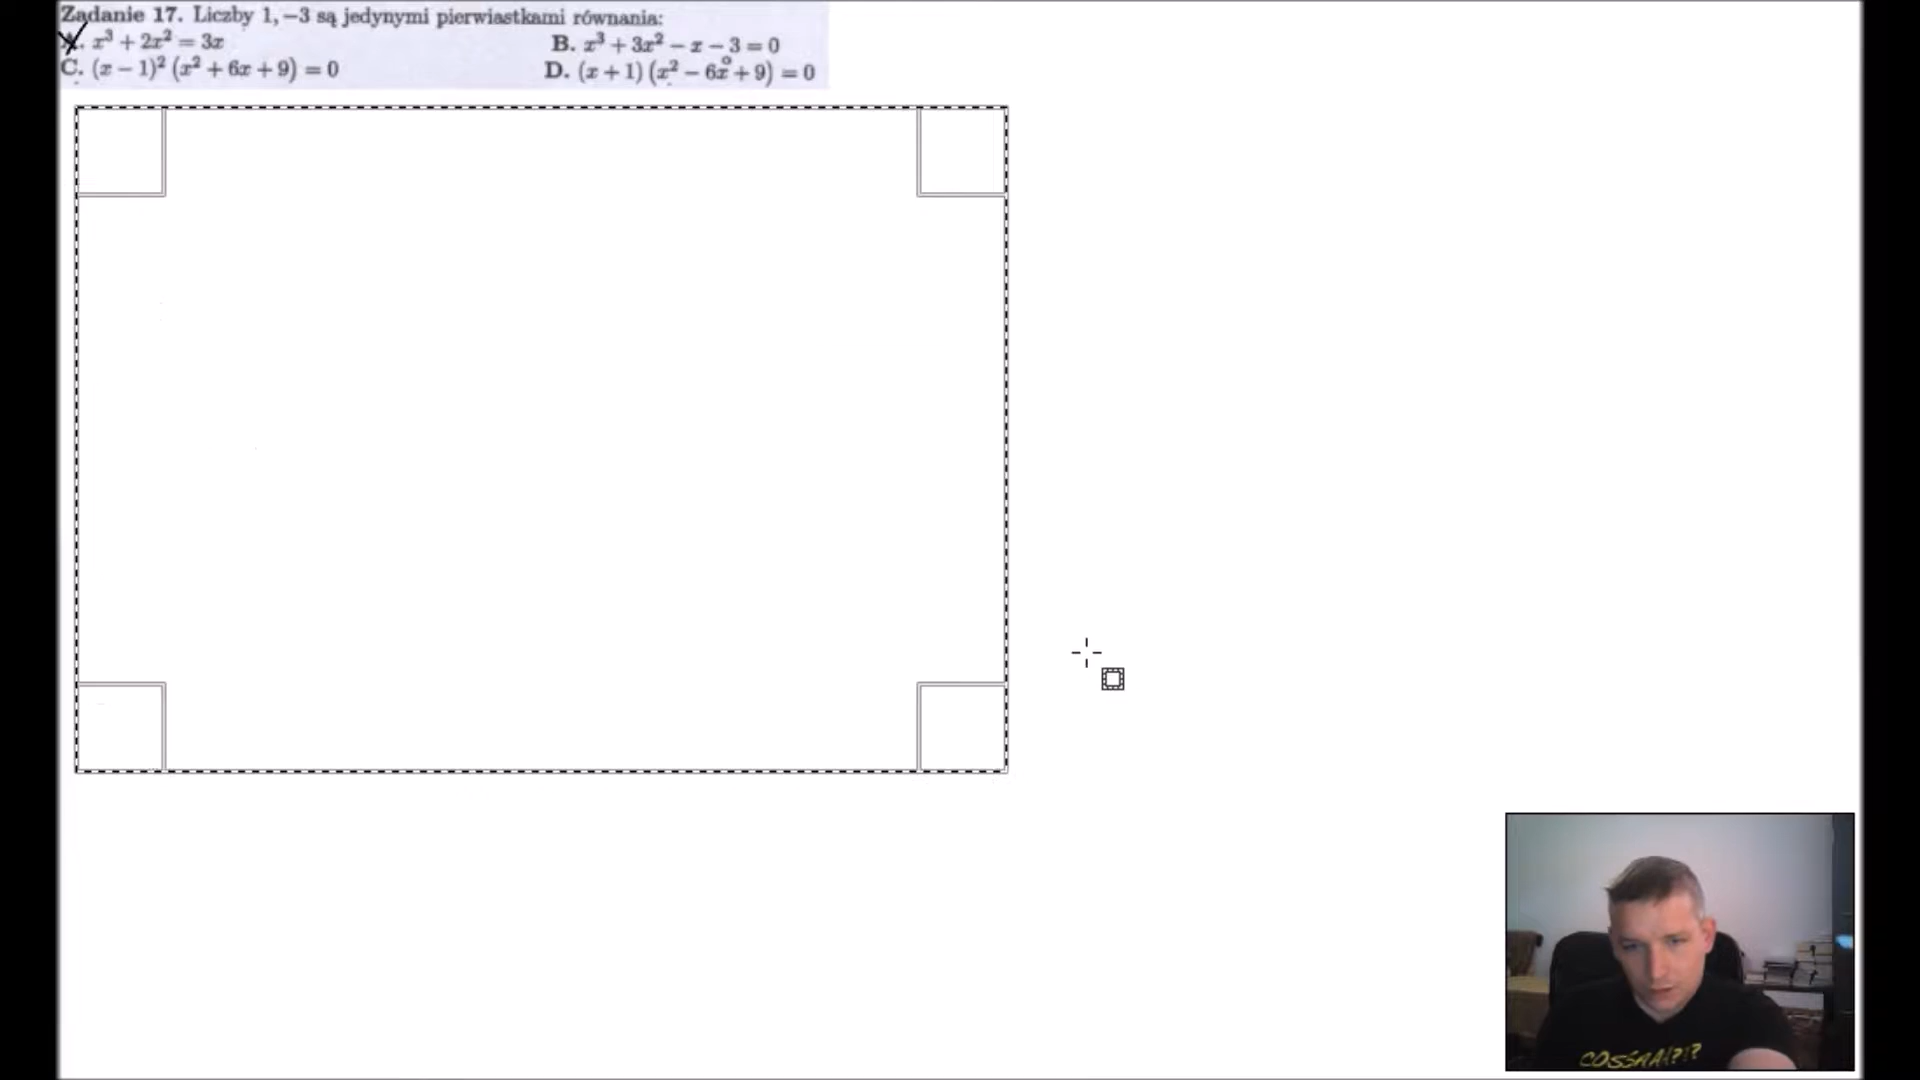 Zadanie 17. Liczby 1, −3 są jedynymi pierwiastkami równania:
A. x³ + 2x² = 3x
B. x³ + 3x² − x − 3 = 0
C. (x − 1)² (x² + 6x + 9) = 0
D. (x + 1) (x² − 6x + 9) = 0
COSSMA!?!?